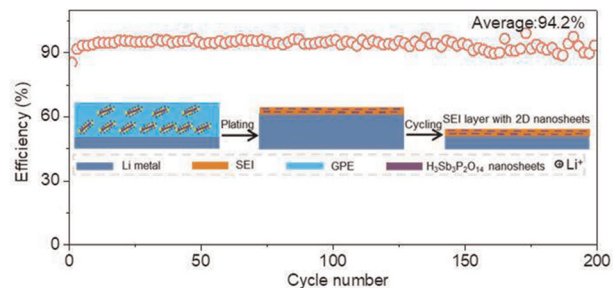 Average:94.2%
Efficiency (%)
90
60
30
0
Plating
Cycling
SEI layer with 2D nanosheets
Li metal
SEI
GPE
H₃Sb₃P₂O₁₄ nanosheets
Li⁺
0
50
100
150
200
Cycle number